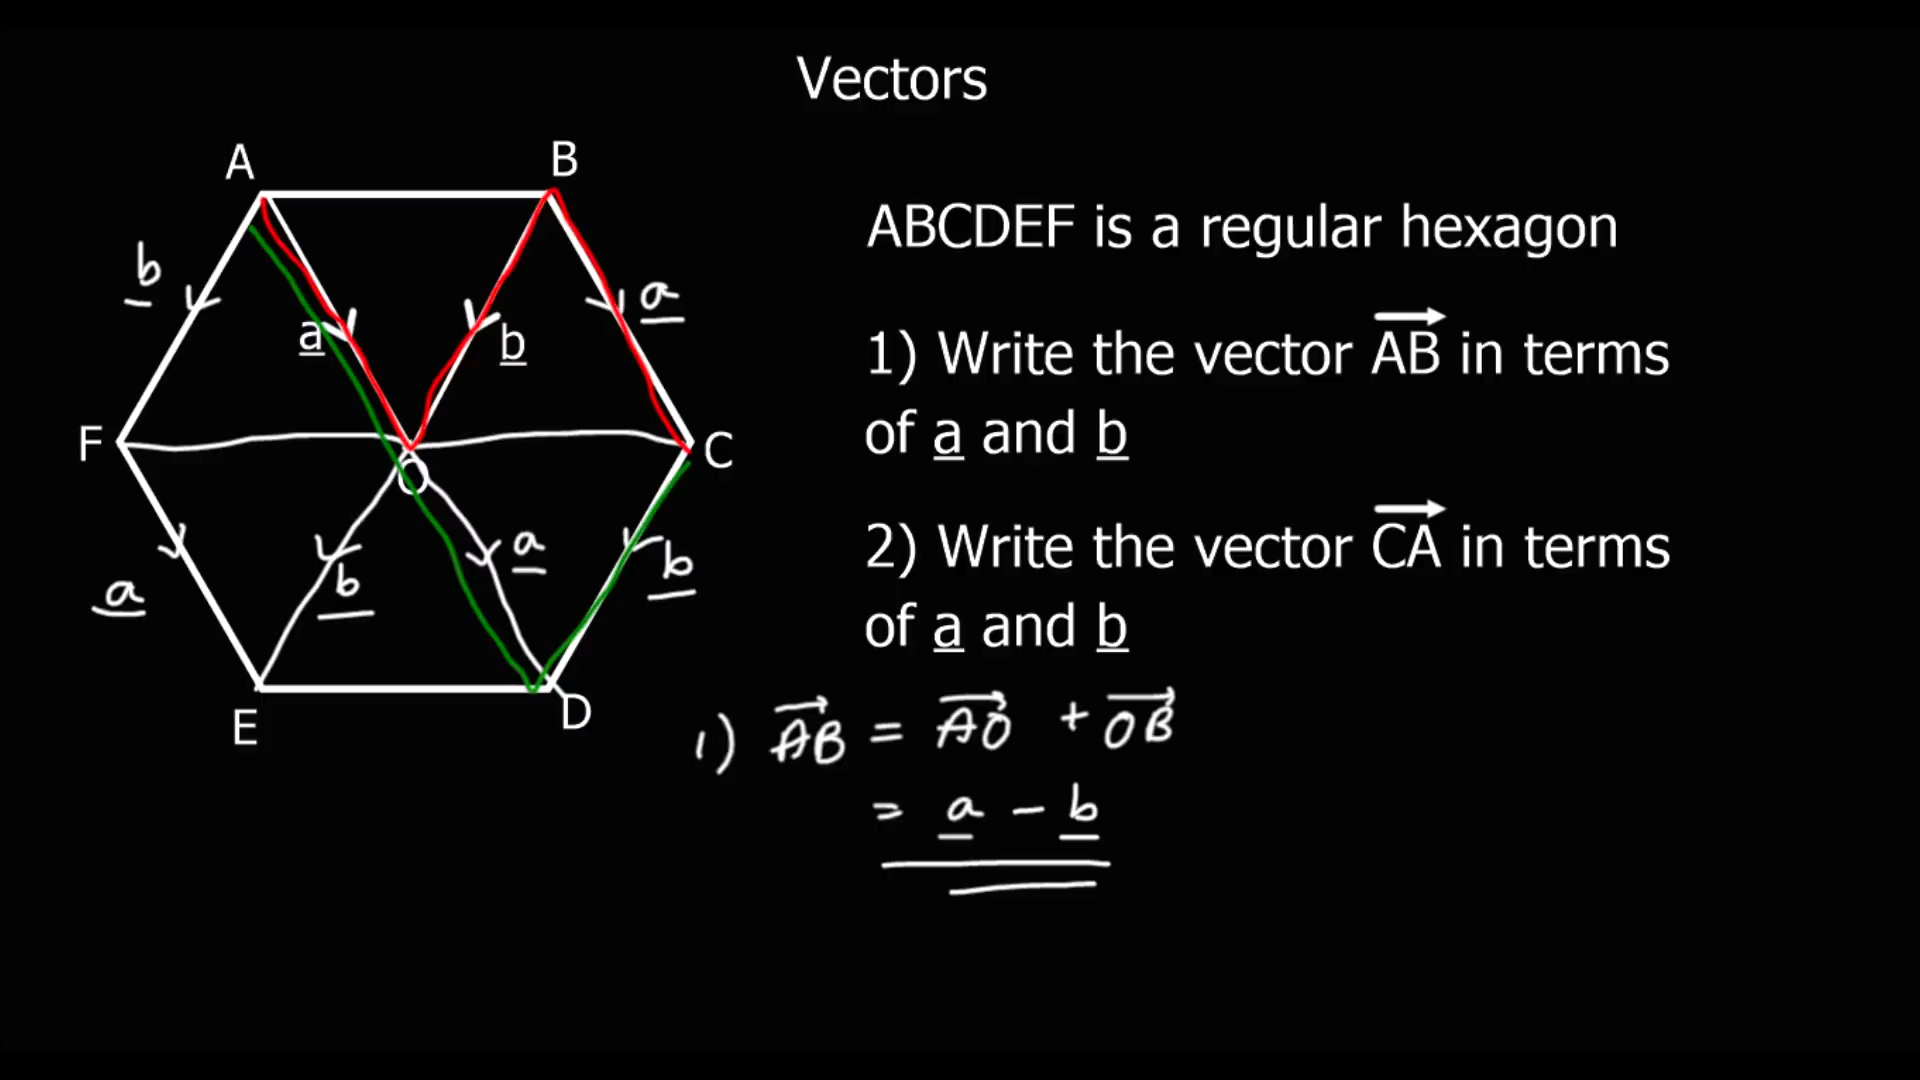 Vectors
A
B
ABCDEF is a regular hexagon
b
a
a
b
1) Write the vector AB in terms
of a and b
F
C
O
2) Write the vector CA in terms
of a and b
a
b
a
b
E
D
1) AB = AO + OB
= a - b